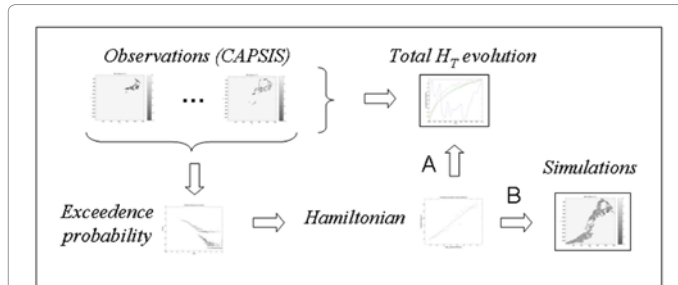 Observations (CAPSIS)
Total H_T evolution
...
A
B
Simulations
Exceedence
probability
Hamiltonian